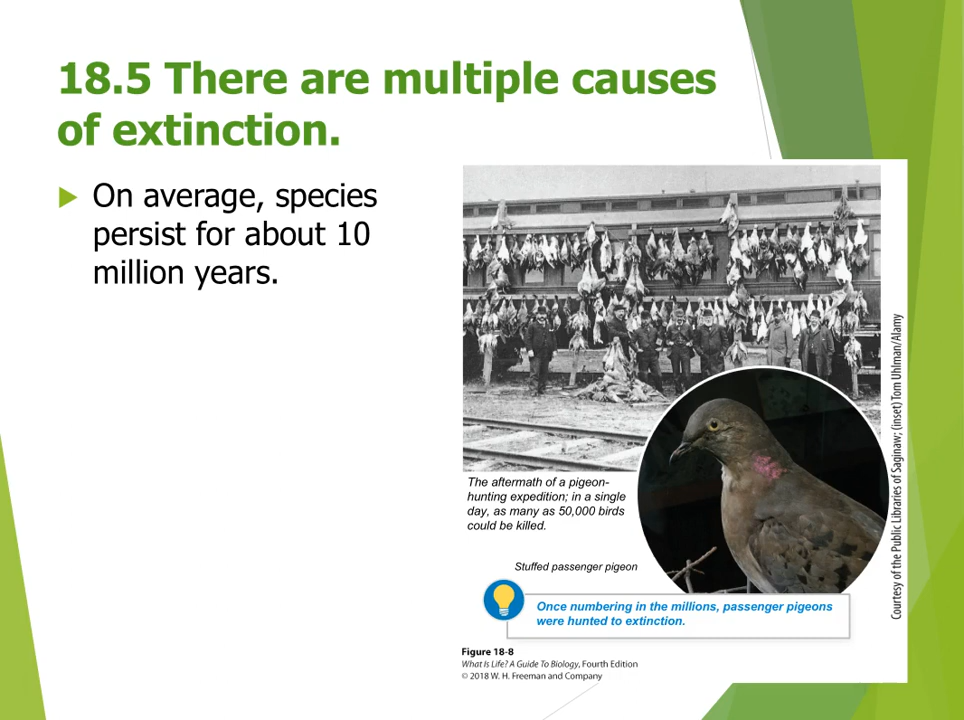 18.5 There are multiple causes
of extinction.
On average, species
persist for about 10
million years.
The aftermath of a pigeon-
hunting expedition; in a single
day, as many as 50,000 birds
could be killed.
Stuffed passenger pigeon
Once numbering in the millions, passenger pigeons
were hunted to extinction.
Courtesy of the Public Libraries of Saginaw; (inset) Tom Uhlman/Alamy
Figure 18-8
What Is Life? A Guide To Biology, Fourth Edition
© 2018 W. H. Freeman and Company